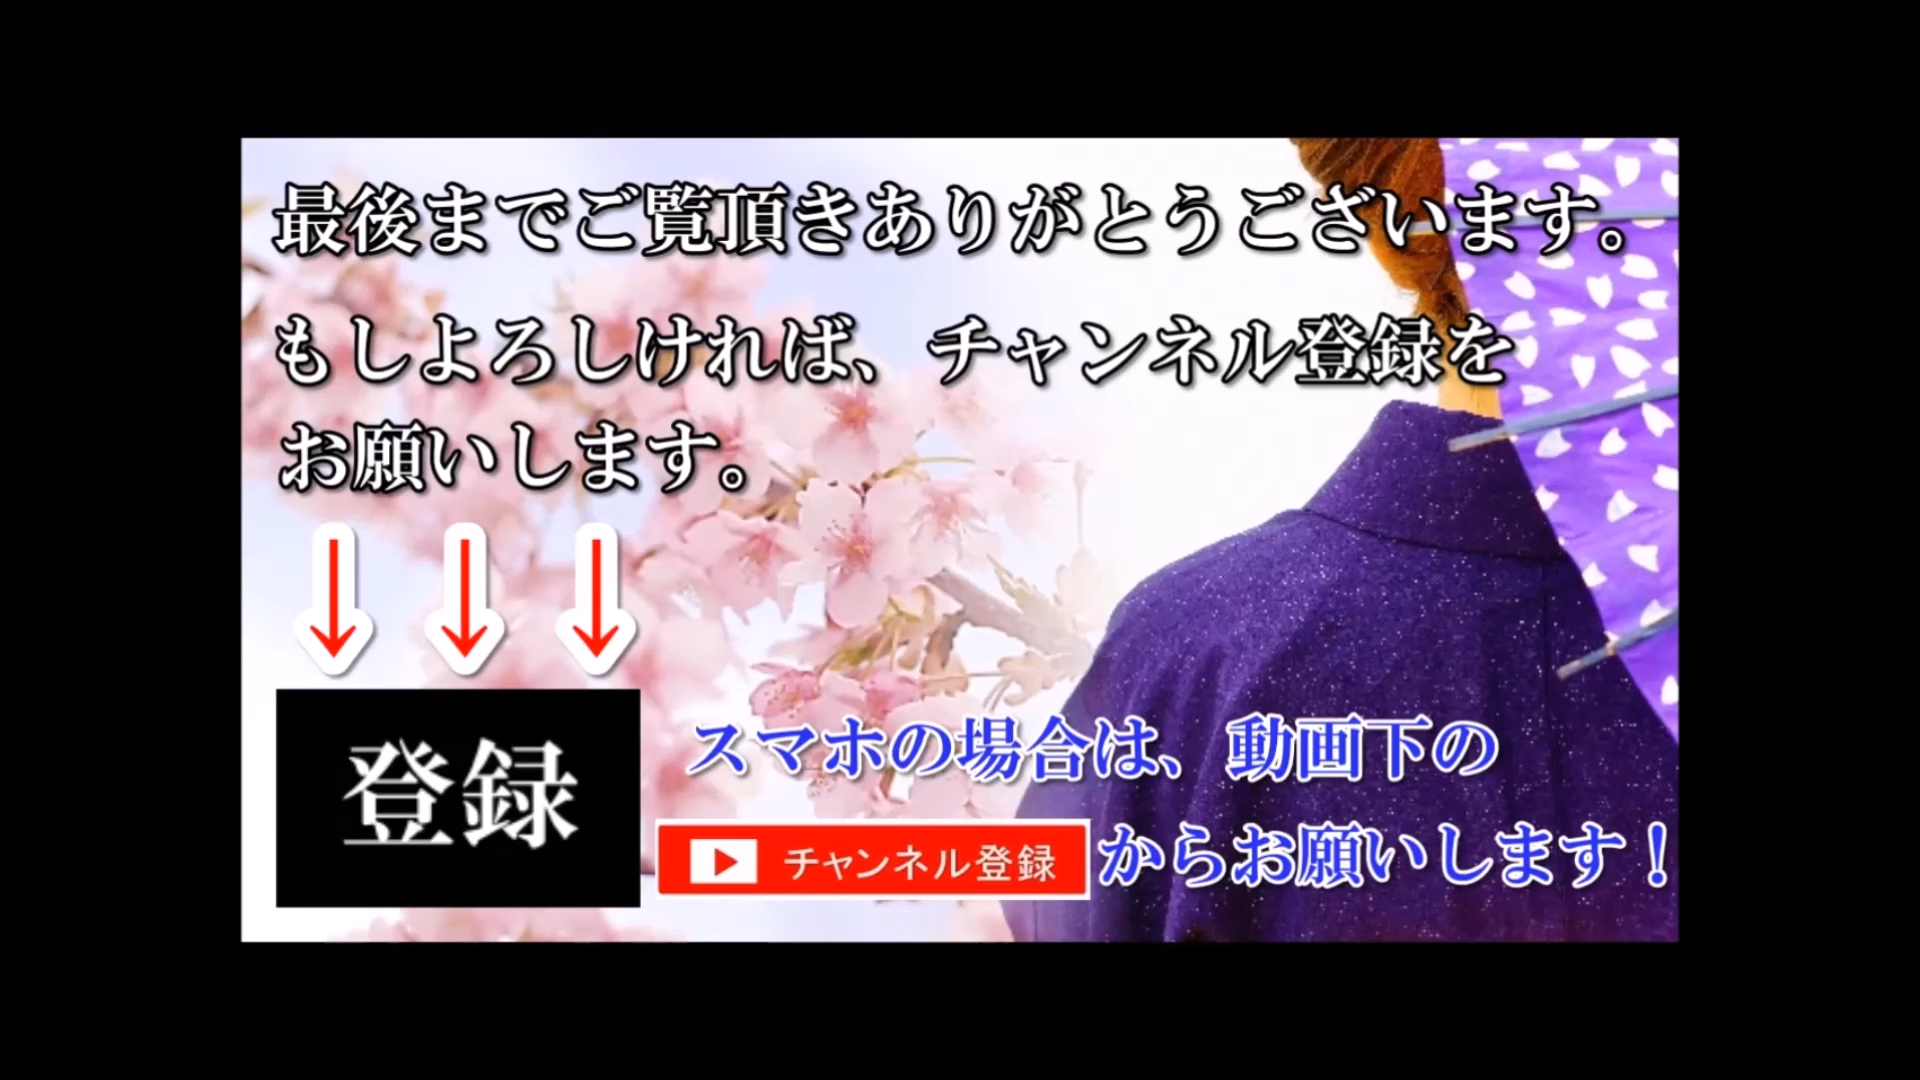 最後までご覧頂きありがとうございます。
もしよろしければ、チャンネル登録を
お願いします。
↓ ↓ ↓
登録
スマホの場合は、動画下の
チャンネル登録 からお願いします！